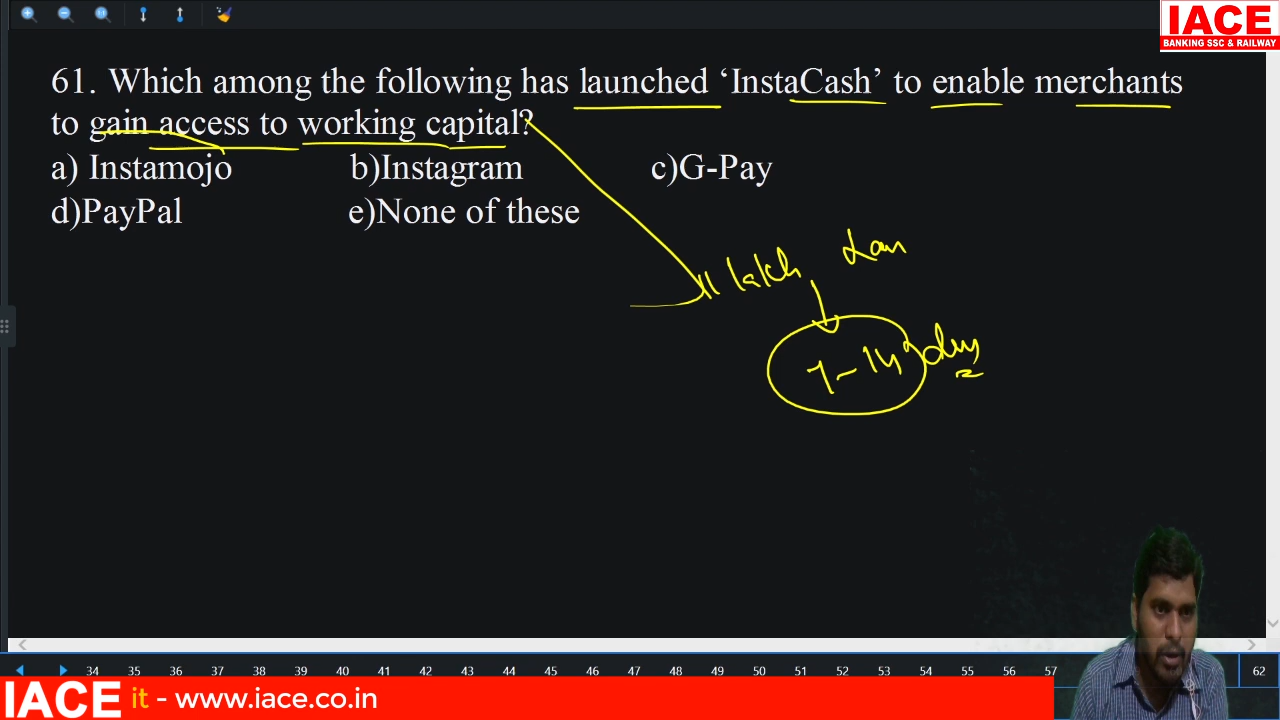 IACE
BANKING SSC & RAILWAY
61. Which among the following has launched ‘InstaCash’ to enable merchants
to gain access to working capital?
a) Instamojo b)Instagram c)G-Pay
d)PayPal e)None of these
lakh Loan
7-14 days
34 35 36 37 38 39 40 41 42 43 44 45 46 47 48 49 50 51 52 53 54 55 56 57 62
IACE it - www.iace.co.in